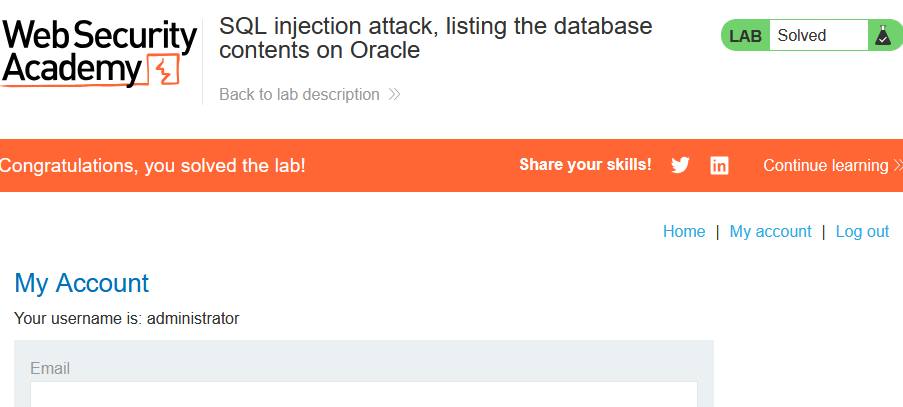 Web Security
Academy
SQL injection attack, listing the database
contents on Oracle
LAB Solved
Back to lab description
Congratulations, you solved the lab!
Share your skills!
in
Continue learning
Home | My account | Log out
My Account
Your username is: administrator
Email